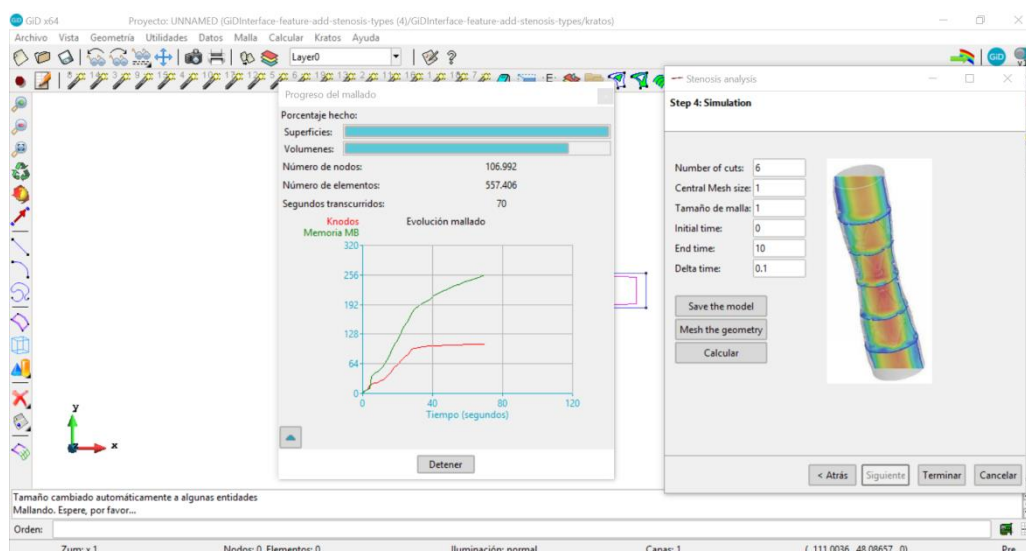 GiD x64 Proyecto: UNNAMED (GiDInterface-feature-add-stenosis-types (4)/GiDInterface-feature-add-stenosis-types/kratos)
Archivo Vista Geometría Utilidades Datos Malla Calcular Kratos Ayuda
Layer0
Progreso del mallado
Porcentaje hecho:
Superficies:
Volumenes:
Número de nodos: 106.992
Número de elementos: 557.406
Segundos transcurridos: 70
Knodos Evolución mallado
Memoria MB
320
256
192
128
64
0
0 40 80 120
Tiempo (segundos)
Detener
Stenosis analysis
Step 4: Simulation
Number of cuts: 6
Central Mesh size: 1
Tamaño de malla: 1
Initial time: 0
End time: 10
Delta time: 0.1
Save the model
Mesh the geometry
Calcular
< Atrás Siguiente Terminar Cancelar
y
x
Tamaño cambiado automáticamente a algunas entidades
Mallando. Espere, por favor...
Orden:
Zum: x 1 Nodos: 0, Elementos: 0 Iluminación: normal Capas: 1 (, 111.0036, 48.08657, 0) Pre